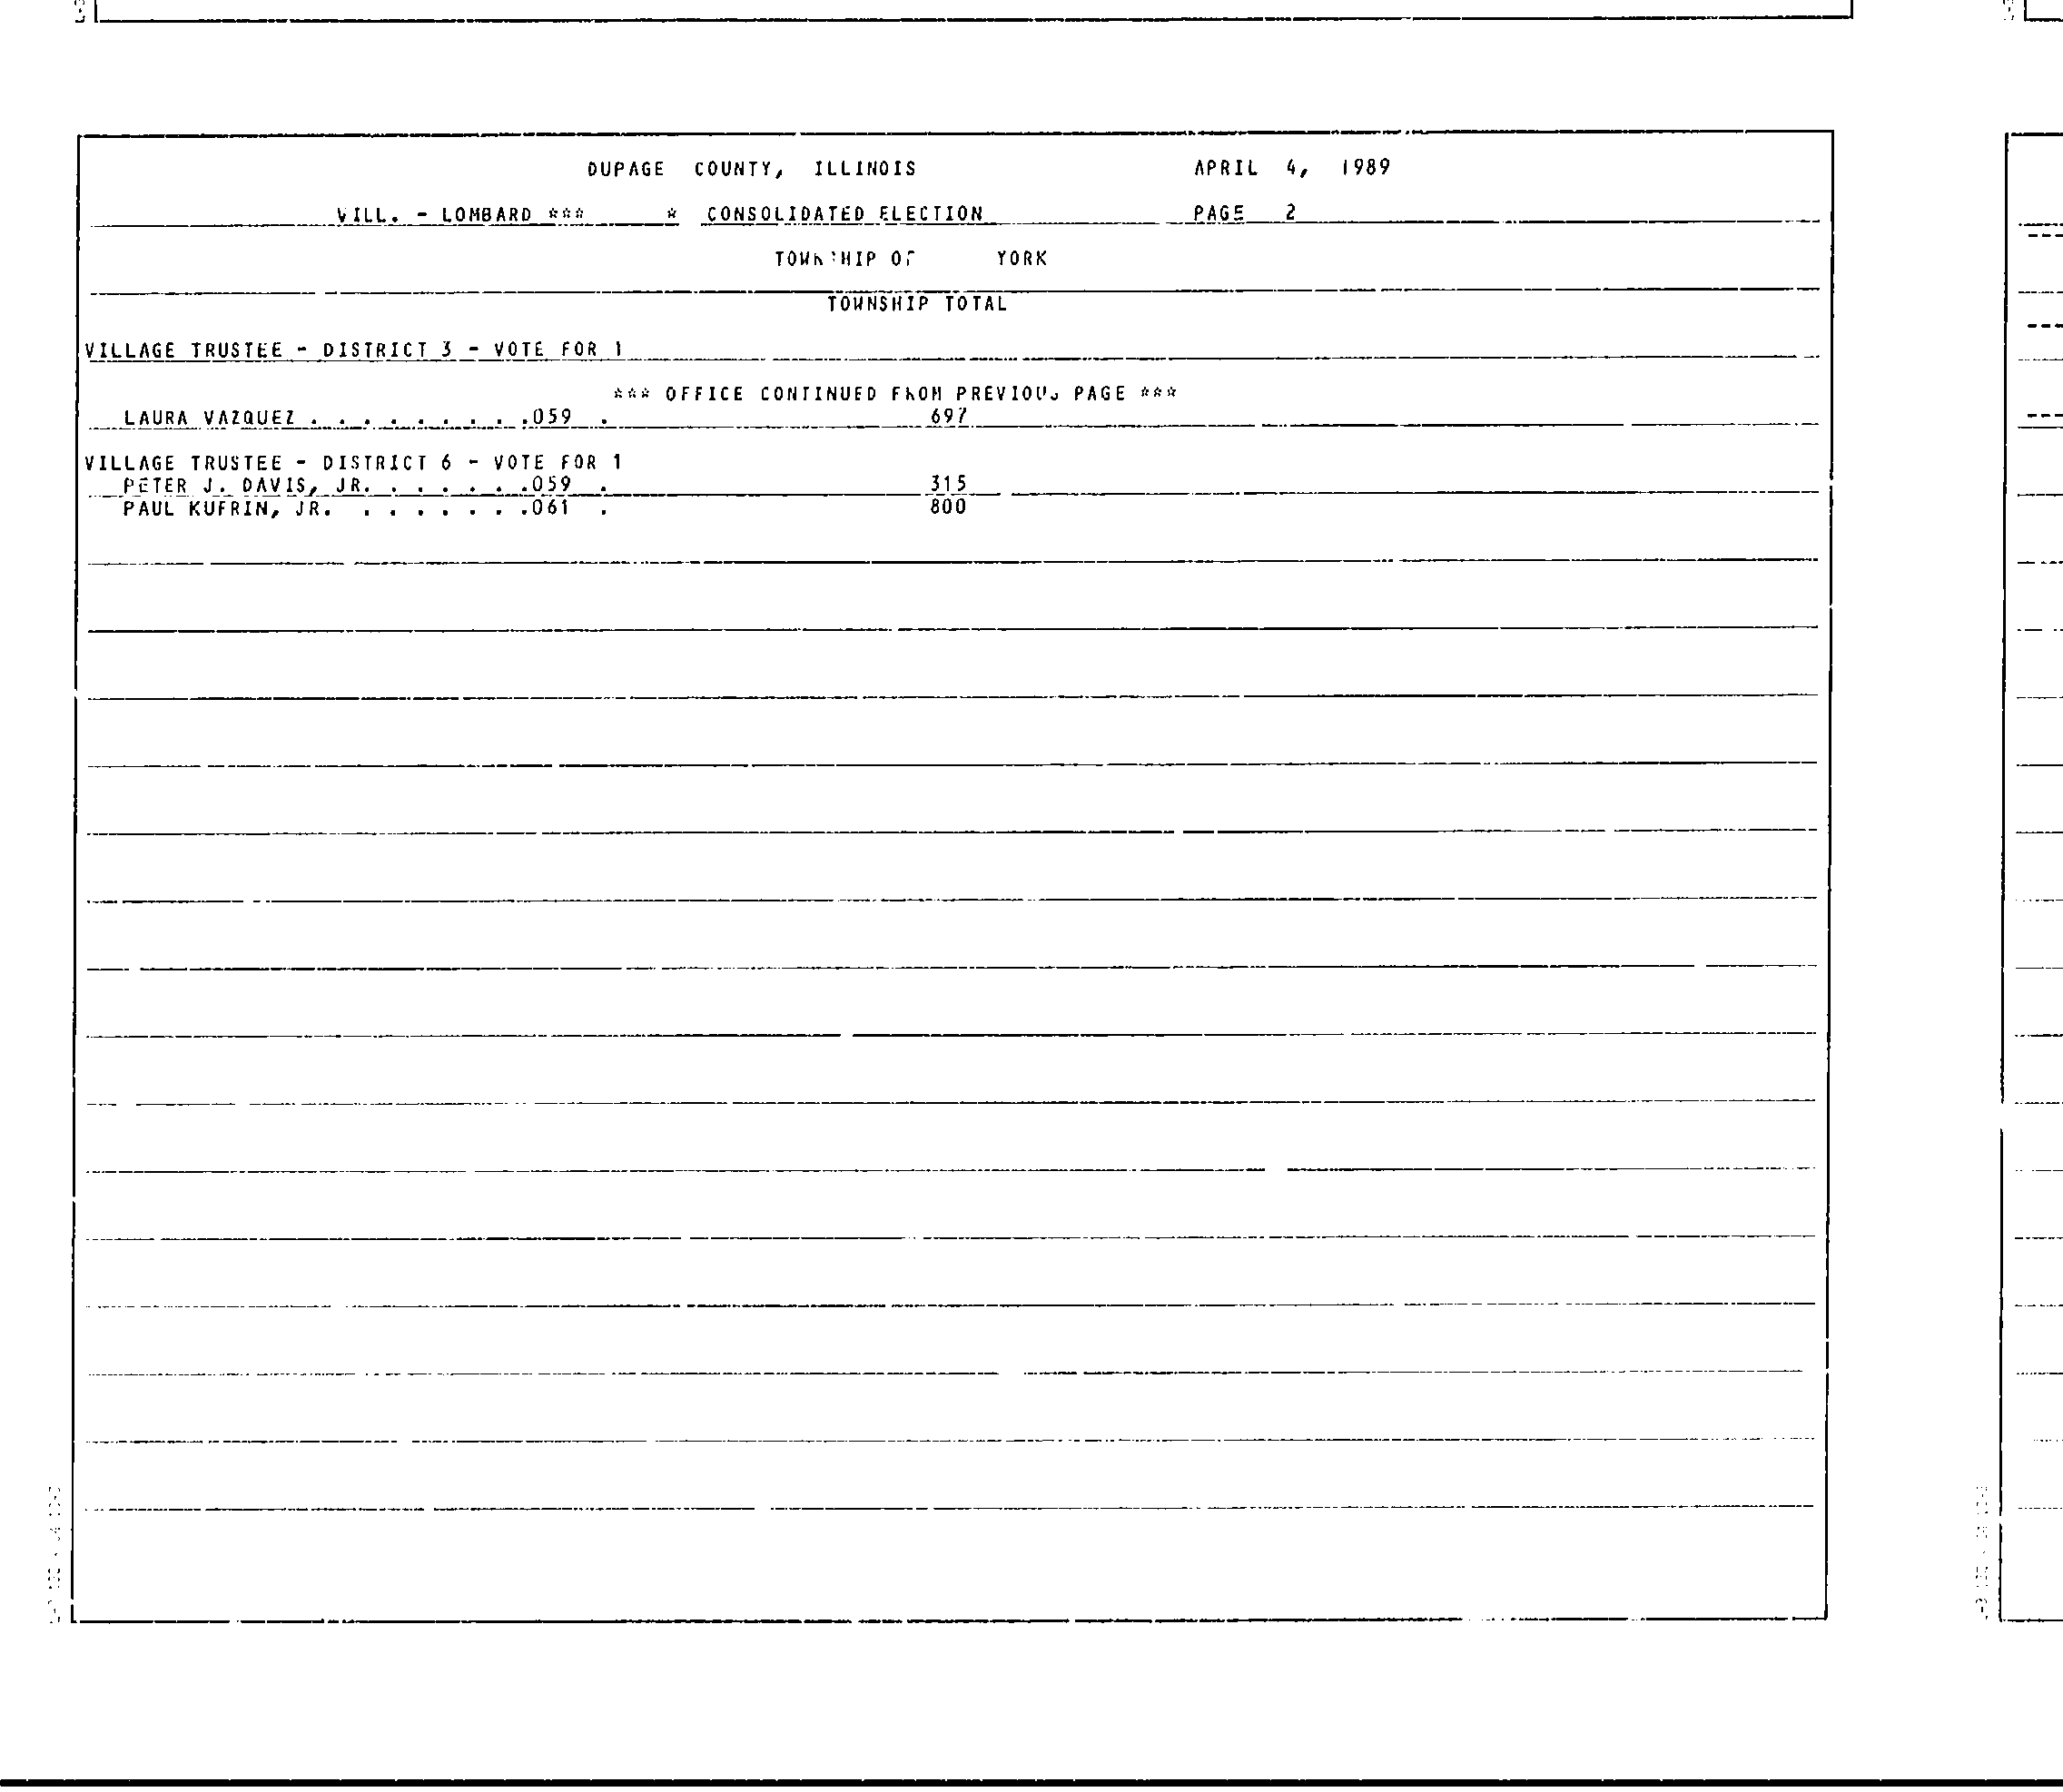 DUPAGE COUNTY, ILLINOIS APRIL 4, 1989
VILL. - LOMBARD *** * CONSOLIDATED ELECTION PAGE 2
TOWNSHIP OF YORK
TOWNSHIP TOTAL
VILLAGE TRUSTEE - DISTRICT 3 - VOTE FOR 1
*** OFFICE CONTINUED FROM PREVIOUS PAGE ***
LAURA VAZQUEZ . . . . . . . . .059 . 697
VILLAGE TRUSTEE - DISTRICT 6 - VOTE FOR 1
PETER J. DAVIS, JR. . . . . . .059 . 315
PAUL KUFRIN, JR. . . . . . . .061 . 800